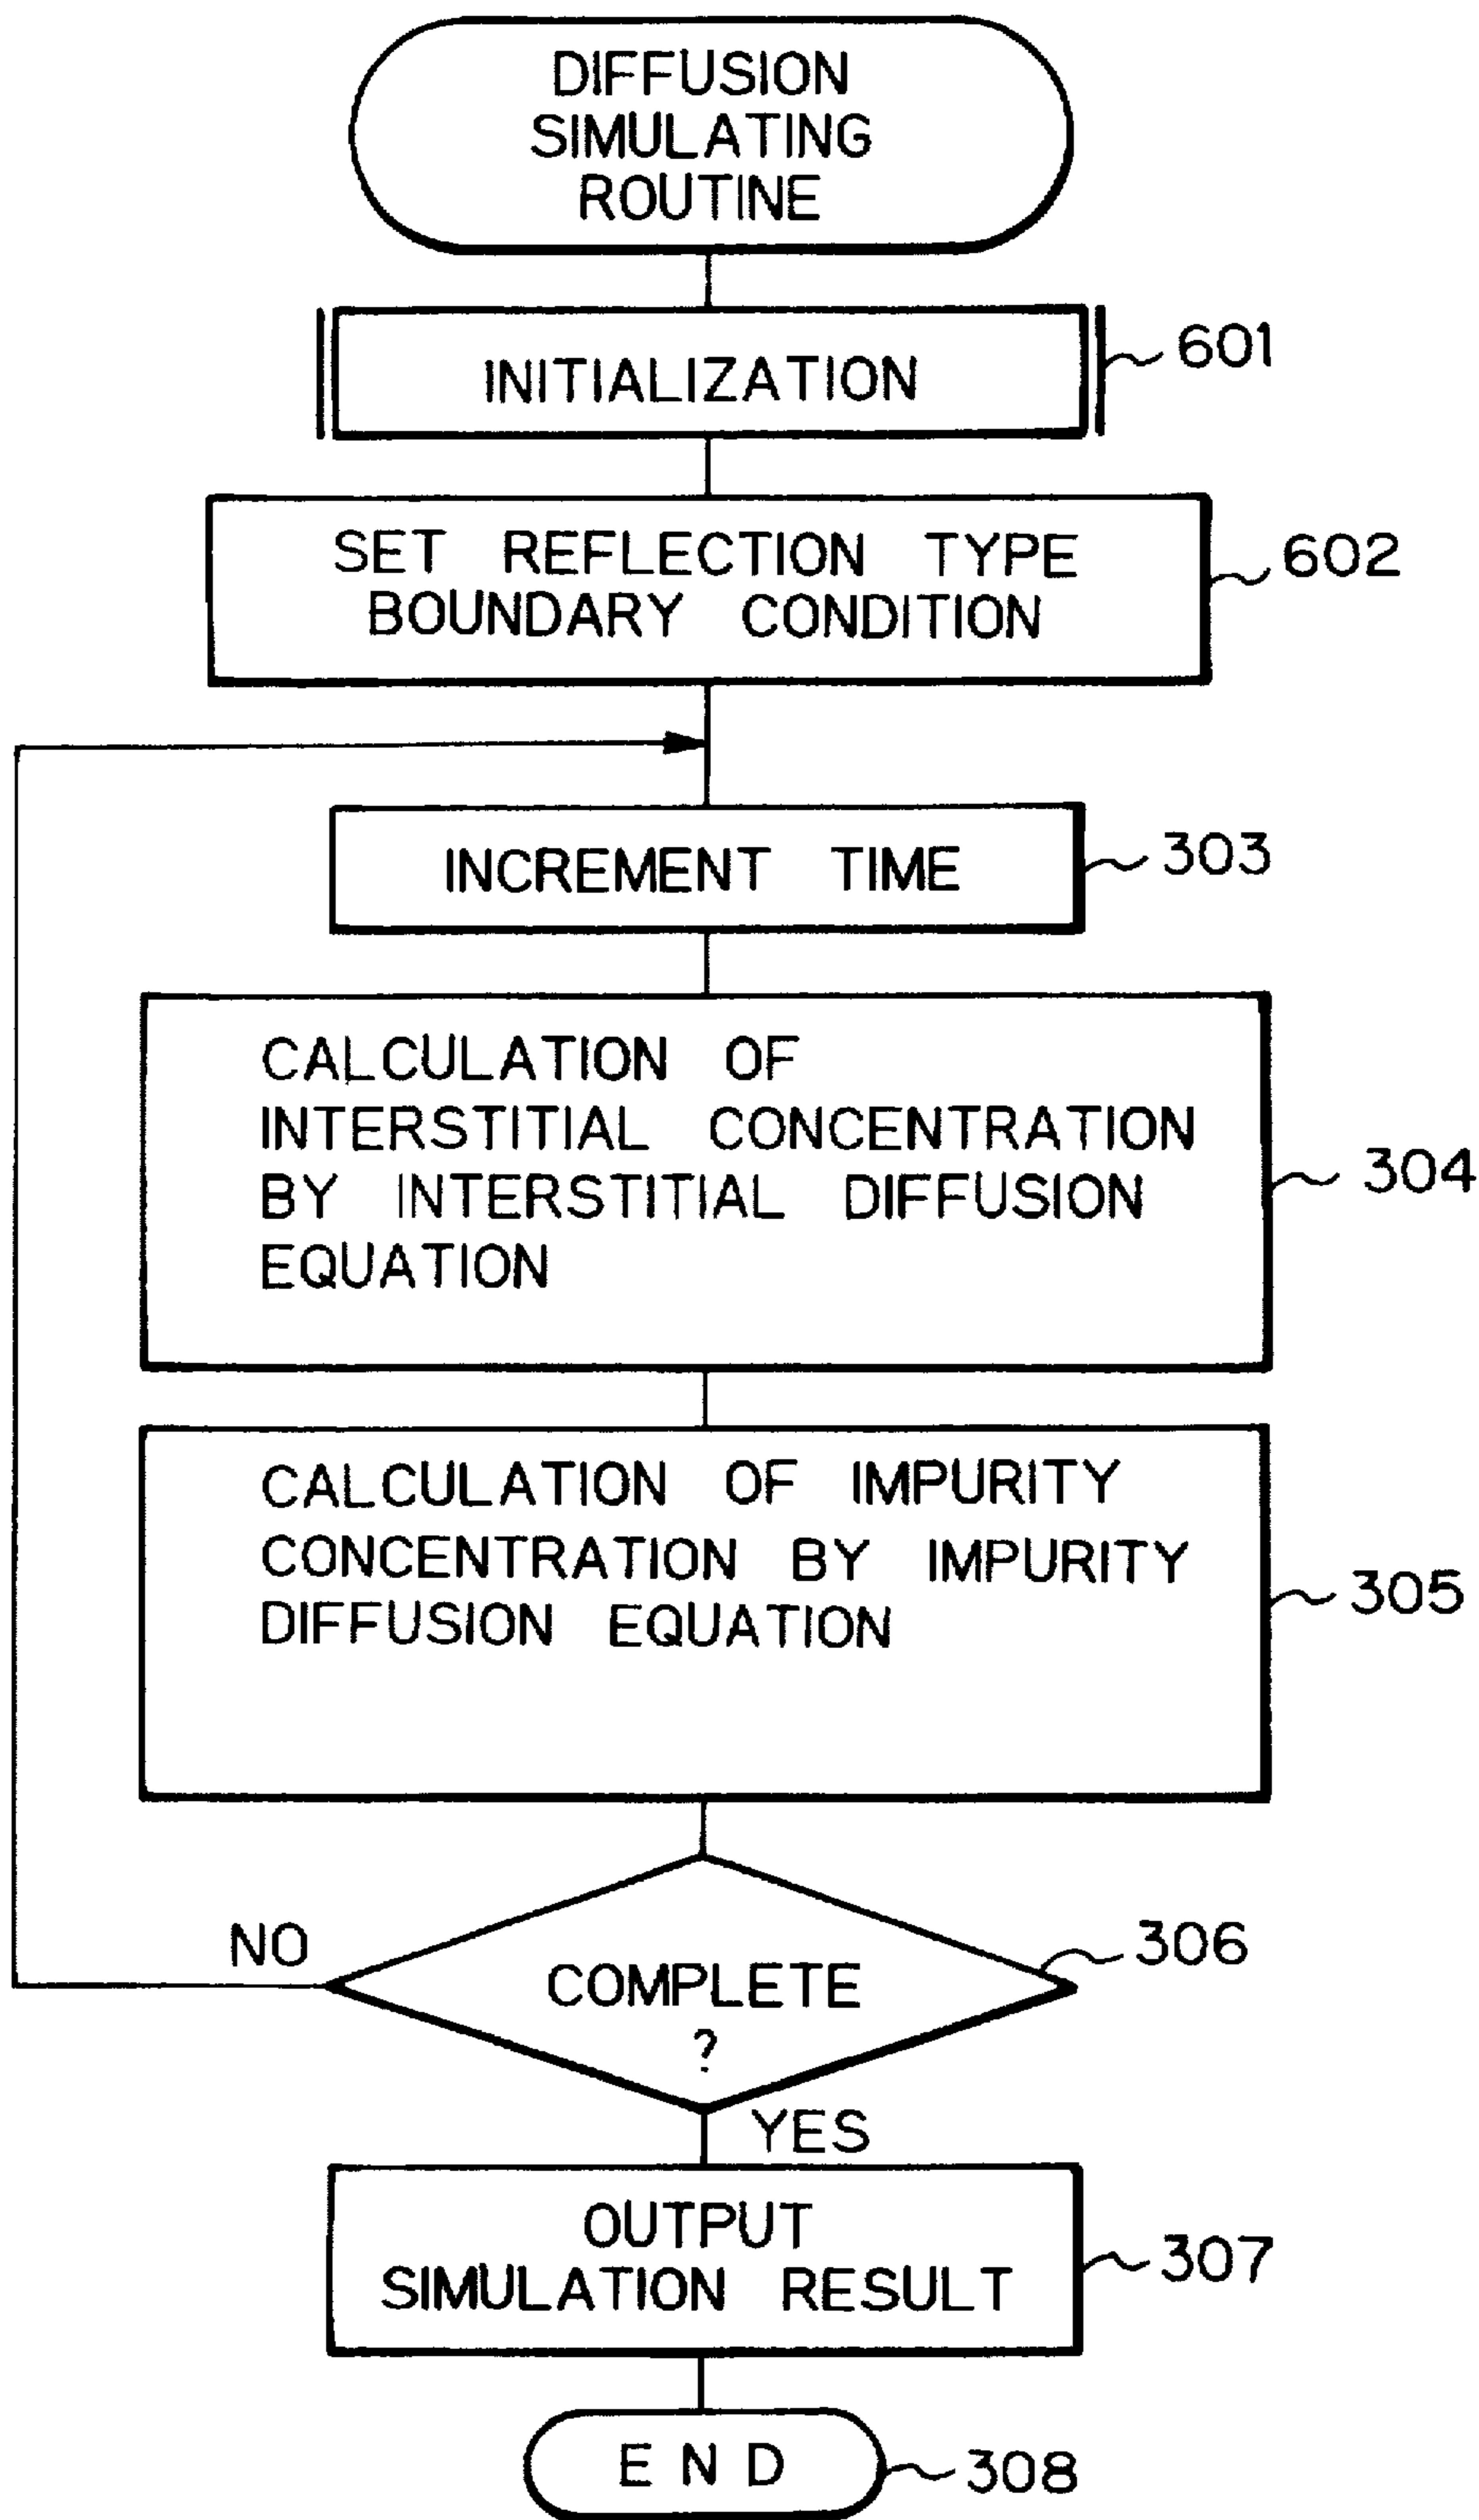 DIFFUSION
SIMULATING
ROUTINE
INITIALIZATION
601
SET REFLECTION TYPE
BOUNDARY CONDITION
602
INCREMENT TIME
303
CALCULATION OF
INTERSTITIAL CONCENTRATION
BY INTERSTITIAL DIFFUSION
EQUATION
304
CALCULATION OF IMPURITY
CONCENTRATION BY IMPURITY
DIFFUSION EQUATION
305
NO
COMPLETE
?
306
YES
OUTPUT
SIMULATION RESULT
307
END
308